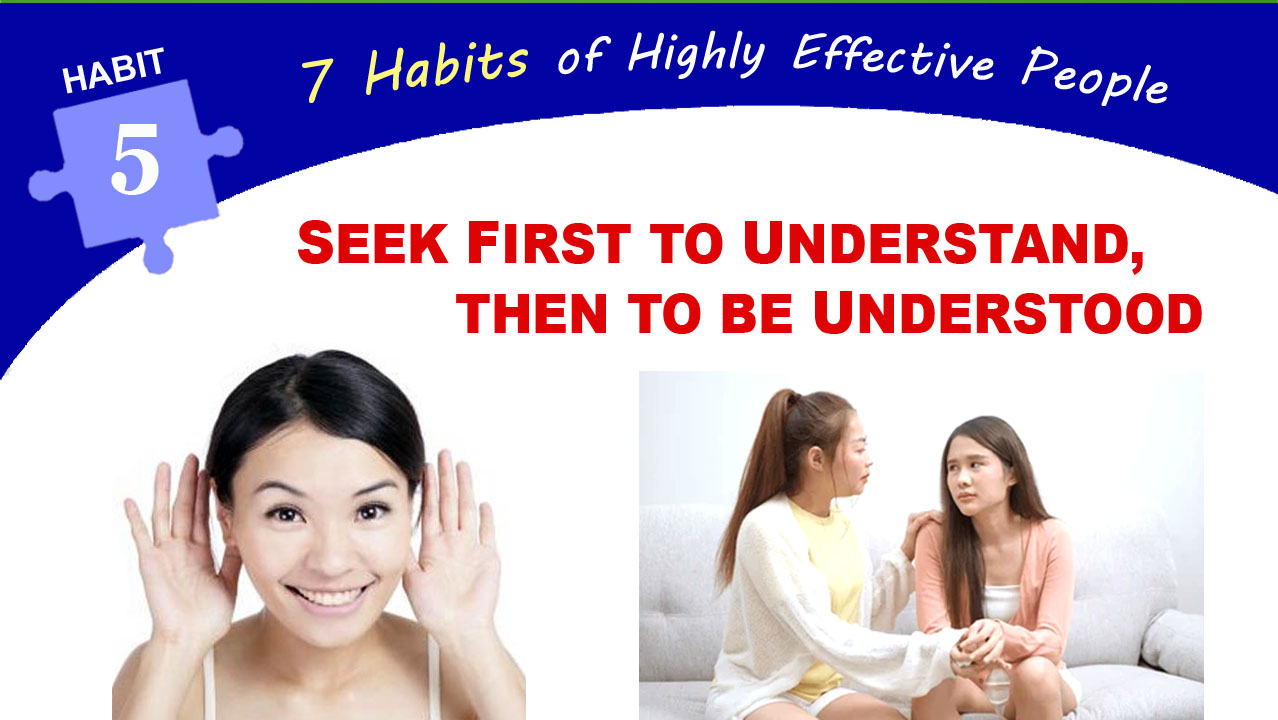 HABIT
5
7 Habits of Highly Effective People
SEEK FIRST TO UNDERSTAND,
THEN TO BE UNDERSTOOD